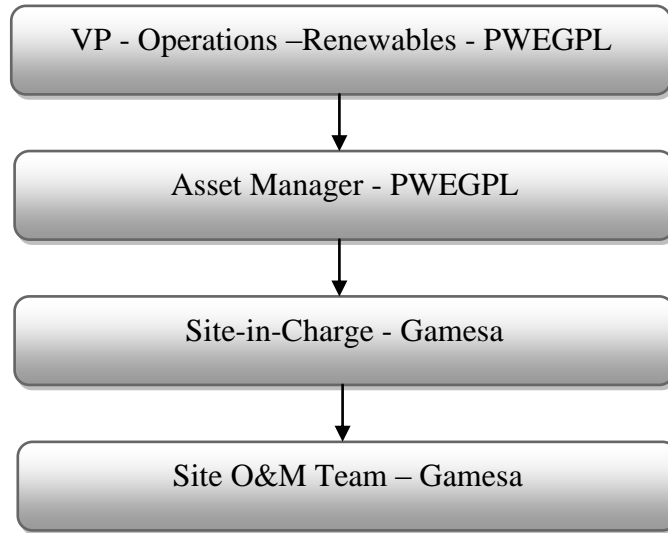 VP - Operations –Renewables - PWEGPL
Asset Manager - PWEGPL
Site-in-Charge - Gamesa
Site O&M Team – Gamesa